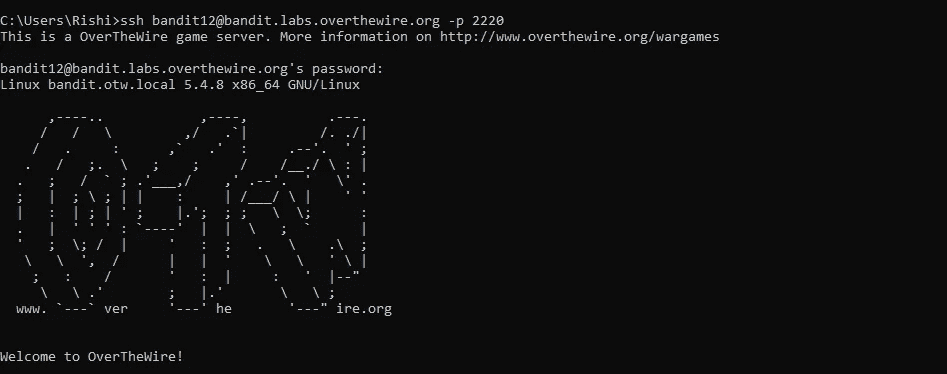 C:\Users\Rishi>ssh bandit12@bandit.labs.overthewire.org -p 2220
This is a OverTheWire game server. More information on http://www.overthewire.org/wargames
bandit12@bandit.labs.overthewire.org's password:
Linux bandit.otw.local 5.4.8 x86_64 GNU/Linux
www. ver he ire.org
Welcome to OverTheWire!